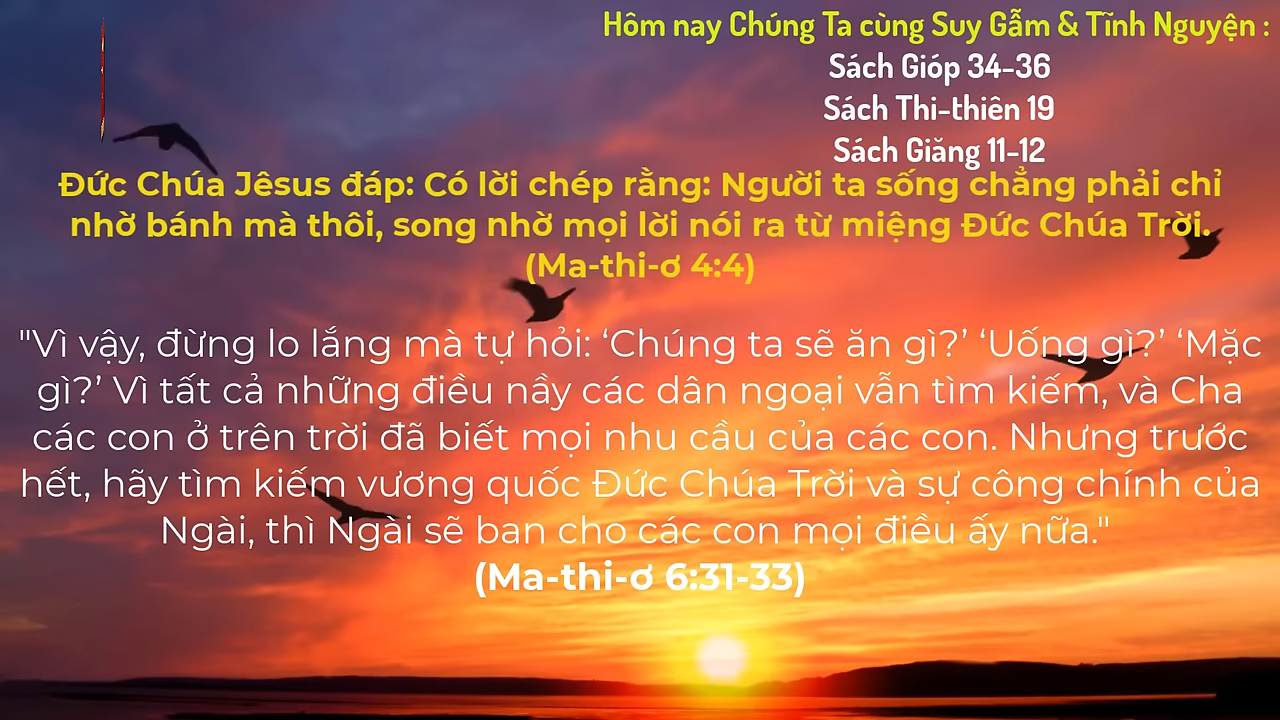 Hôm nay Chúng Ta cùng Suy Gẫm & Tĩnh Nguyện :
Sách Gióp 34-36
Sách Thi-thiên 19
Sách Giăng 11-12
Đức Chúa Jêsus đáp: Có lời chép rằng: Người ta sống chẳng phải chỉ
nhờ bánh mà thôi, song nhờ mọi lời nói ra từ miệng Đức Chúa Trời.
(Ma-thi-ơ 4:4)
"Vì vậy, đừng lo lắng mà tự hỏi: ‘Chúng ta sẽ ăn gì?’ ‘Uống gì?’ ‘Mặc
gì?’ Vì tất cả những điều nầy các dân ngoại vẫn tìm kiếm, và Cha
các con ở trên trời đã biết mọi nhu cầu của các con. Nhưng trước
hết, hãy tìm kiếm vương quốc Đức Chúa Trời và sự công chính của
Ngài, thì Ngài sẽ ban cho các con mọi điều ấy nữa."
(Ma-thi-ơ 6:31-33)